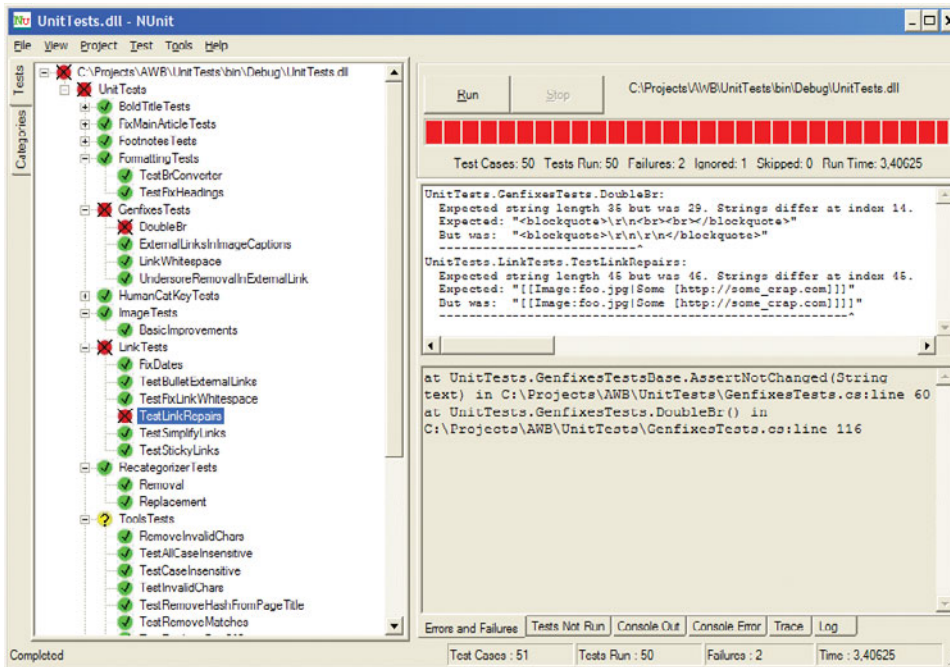 UnitTests.dll - NUnit
File View Project Test Tools Help
Tests
Categories
C:\Projects\AWB\UnitTests\bin\Debug\UnitTests.dll
UnitTests
BoldTitleTests
FixMainArticleTests
FootnotesTests
FormattingTests
TestBrConverter
TestFixHeadings
GenfixesTests
DoubleBr
ExternalLinksInImageCaptions
LinkWhitespace
UndersoreRemovalInExternalLink
HumanCatKeyTests
ImageTests
BasicImprovements
LinkTests
FixDates
TestBulletExternalLinks
TestFixLinkWhitespace
TestLinkRepairs
TestSimplifyLinks
TestStickyLinks
RecategorizerTests
Removal
Replacement
ToolsTests
RemoveInvalidChars
TestAllCaseInsensitive
TestCaseInsensitive
TestInvalidChars
TestRemoveHashFromPageTitle
TestRemoveMatches
Run Stop C:\Projects\AWB\UnitTests\bin\Debug\UnitTests.dll
Test Cases: 50 Tests Run: 50 Failures: 2 Ignored: 1 Skipped: 0 Run Time: 3,40625
UnitTests.GenfixesTests.DoubleBr:
Expected string length 35 but was 29. Strings differ at index 14.
Expected: "<blockquote>\r\n<br><br></blockquote>"
But was: "<blockquote>\r\n\r\n</blockquote>"
----------------------------^
UnitTests.LinkTests.TestLinkRepairs:
Expected string length 45 but was 46. Strings differ at index 45.
Expected: "[[Image:foo.jpg|Some [http://some_crap.com]]]"
But was: "[[Image:foo.jpg|Some [http://some_crap.com]]]]"
-----------------------------------------------------------^
at UnitTests.GenfixesTestsBase.AssertNotChanged(String
text) in C:\Projects\AWB\UnitTests\GenfixesTests.cs:line 60
at UnitTests.GenfixesTests.DoubleBr() in
C:\Projects\AWB\UnitTests\GenfixesTests.cs:line 116
Errors and Failures Tests Not Run Console Out Console Error Trace Log
Completed Test Cases : 51 Tests Run : 50 Failures : 2 Time : 3,40625